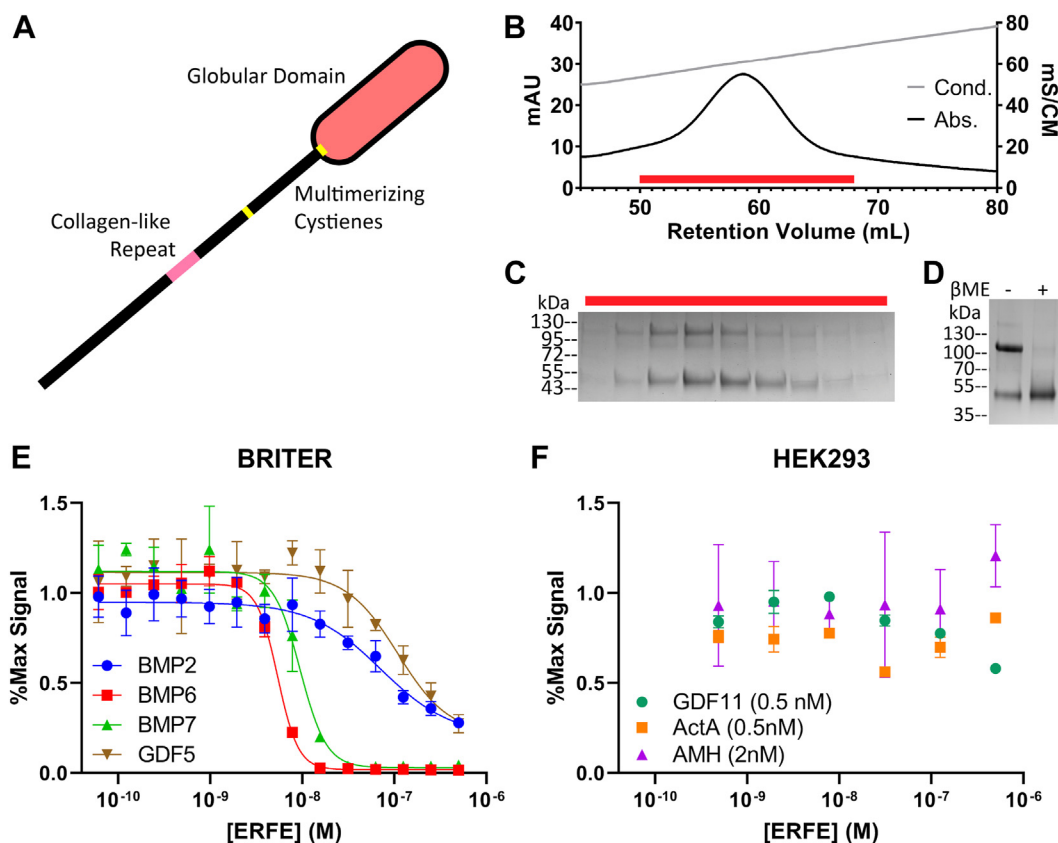 A
Globular Domain
Multimerizing
Cystienes
Collagen-like
Repeat
B
40
30
20
10
0
mAU
80
60
40
20
0
mS/CM
Cond.
Abs.
50
60
70
80
Retention Volume (mL)
C
kDa
130--
95--
72--
55--
43--
D
βME - +
kDa
130--
100--
70--
55--
35--
E
BRITER
1.5
1.0
0.5
0.0
%Max Signal
BMP2
BMP6
BMP7
GDF5
10-10
10-9
10-8
10-7
10-6
[ERFE] (M)
F
HEK293
1.5
1.0
0.5
0.0
%Max Signal
GDF11 (0.5 nM)
ActA (0.5nM)
AMH (2nM)
10-10
10-9
10-8
10-7
10-6
[ERFE] (M)